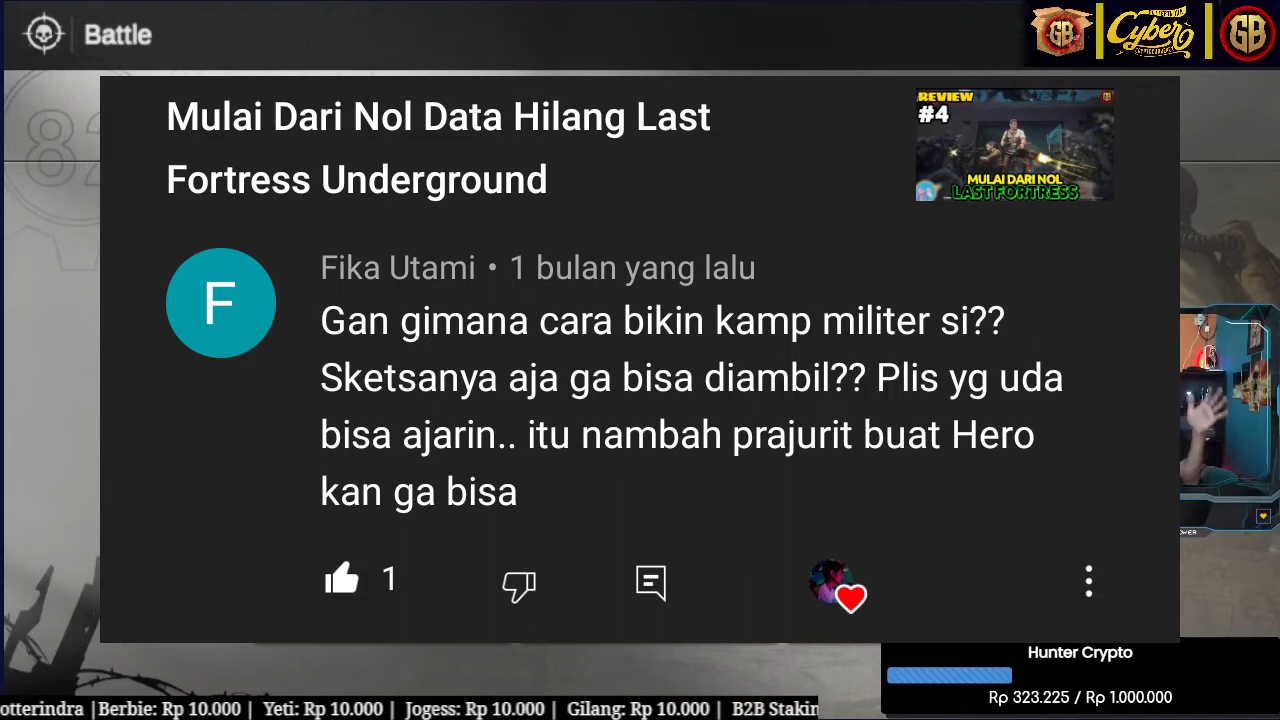 Battle
GB
Cyber
GB
Mulai Dari Nol Data Hilang Last
Fortress Underground
REVIEW
#4
MULAI DARI NOL
LAST FORTRESS
F
Fika Utami • 1 bulan yang lalu
Gan gimana cara bikin kamp militer si??
Sketsanya aja ga bisa diambil?? Plis yg uda
bisa ajarin.. itu nambah prajurit buat Hero
kan ga bisa
1
Hunter Crypto
Rp 323.225 / Rp 1.000.000
otterindra | Berbie: Rp 10.000 | Yeti: Rp 10.000 | Jogess: Rp 10.000 | Gilang: Rp 10.000 | B2B Stakin